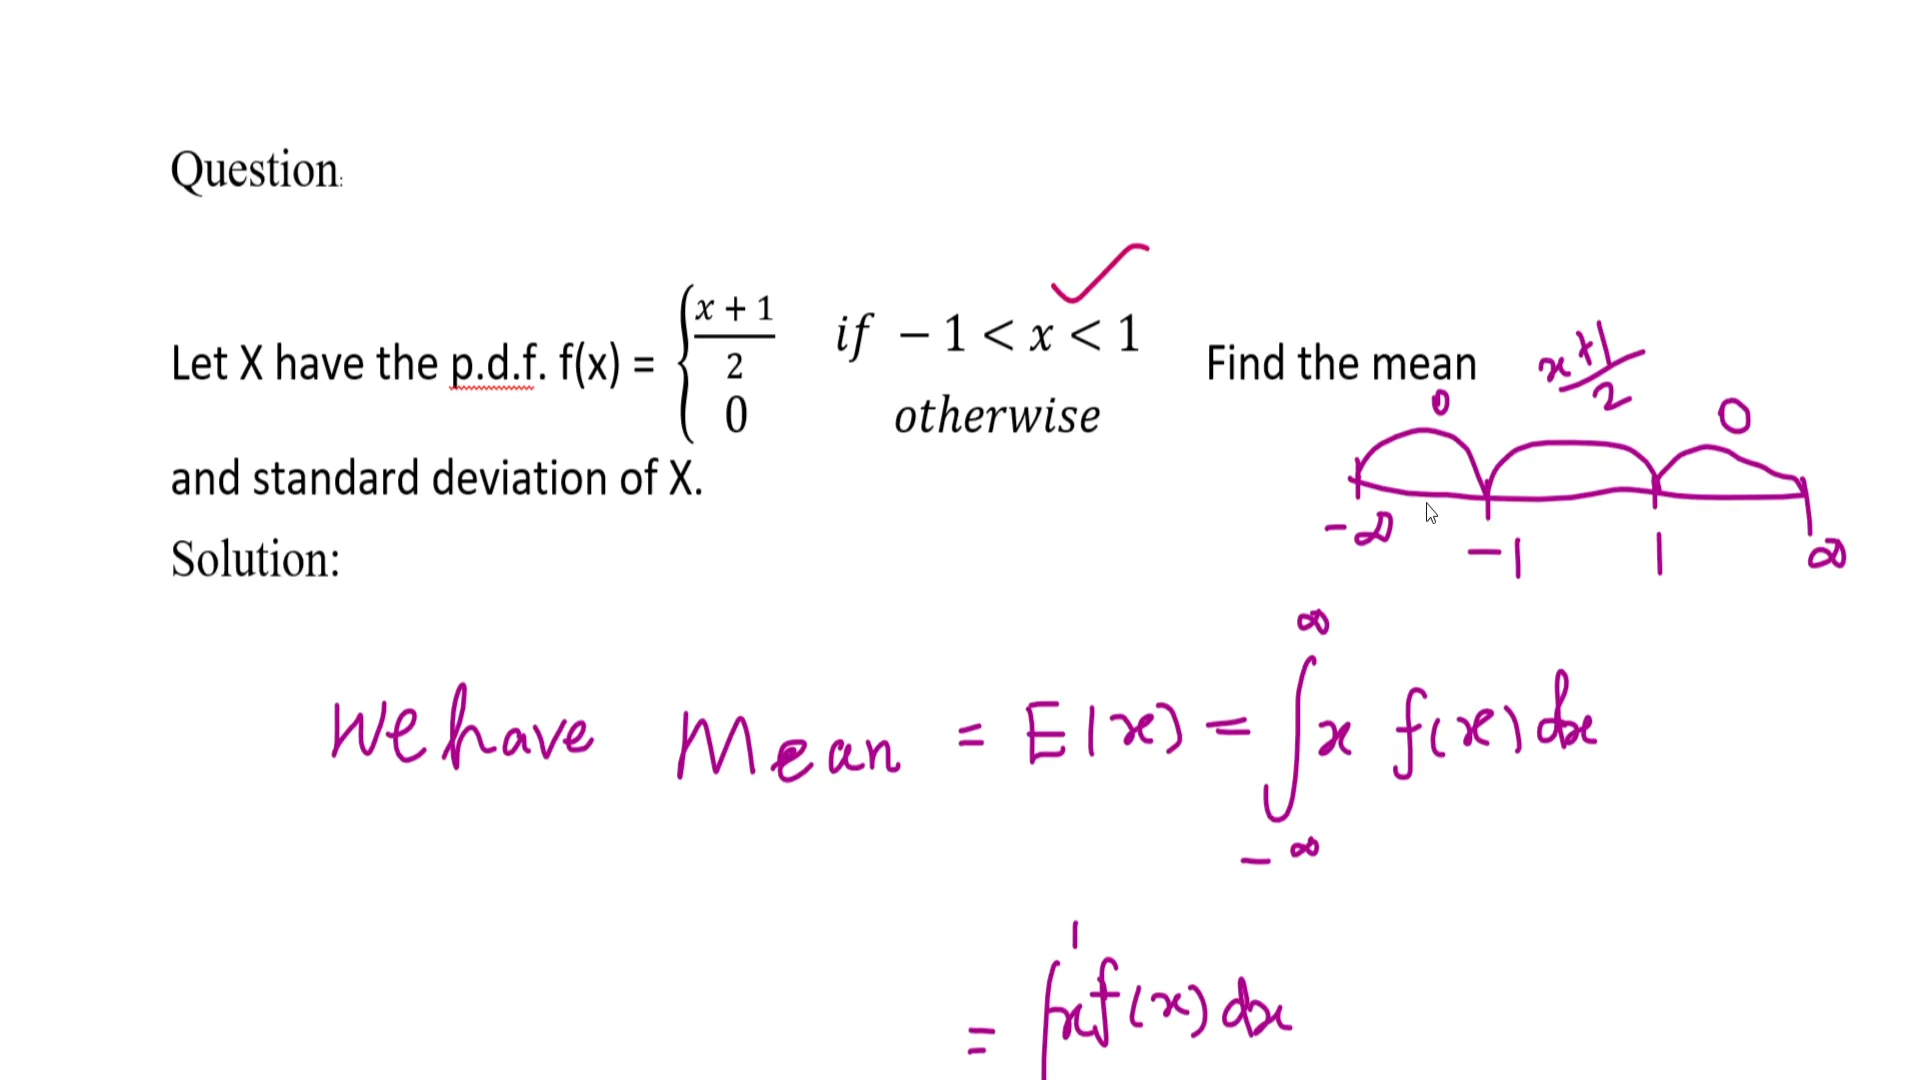 Question:
Let X have the p.d.f. f(x) = { x + 1 / 2 if − 1 < x < 1 Find the mean
0 otherwise
x+1 / 2
0 0
and standard deviation of X.
-∞ -1 1 ∞
Solution:
We have Mean = E(x) = ∫_{-∞}^{∞} x f(x) dx
= ∫^{1} x f(x) dx